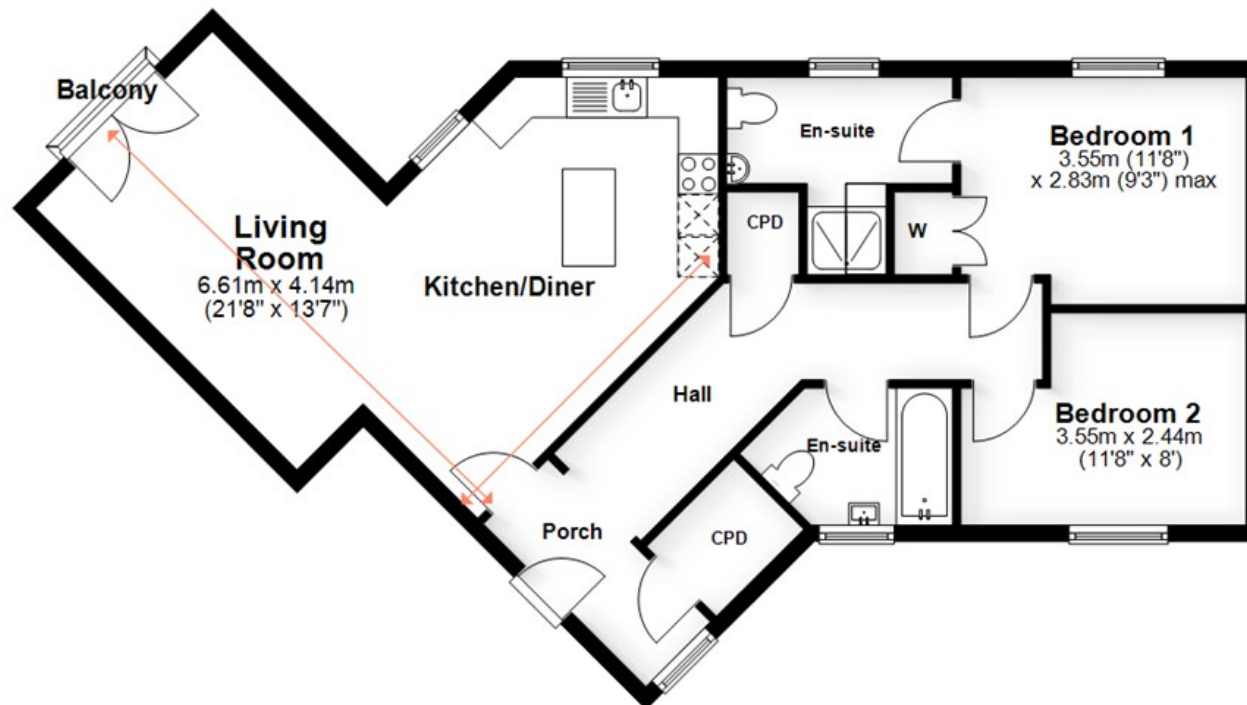 Balcony
Living
Room
6.61m x 4.14m
(21'8" x 13'7")
Kitchen/Diner
En-suite
CPD
W
Bedroom 1
3.55m (11'8")
x 2.83m (9'3") max
Hall
En-suite
Bedroom 2
3.55m x 2.44m
(11'8" x 8')
Porch
CPD